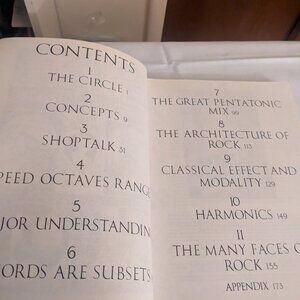 CONTENTS
1
THE CIRCLE 1
2
CONCEPTS 9
3
SHOPTALK 31
4
PEED OCTAVES RANG
5
JOR UNDERSTANDIN
6
ORDS ARE SUBSETS
7
THE GREAT PENTATONIC
MIX 99
8
THE ARCHITECTURE OF
ROCK 113
9
CLASSICAL EFFECT AND
MODALITY 129
10
HARMONICS 149
11
THE MANY FACES O
ROCK 155
APPENDIX 173